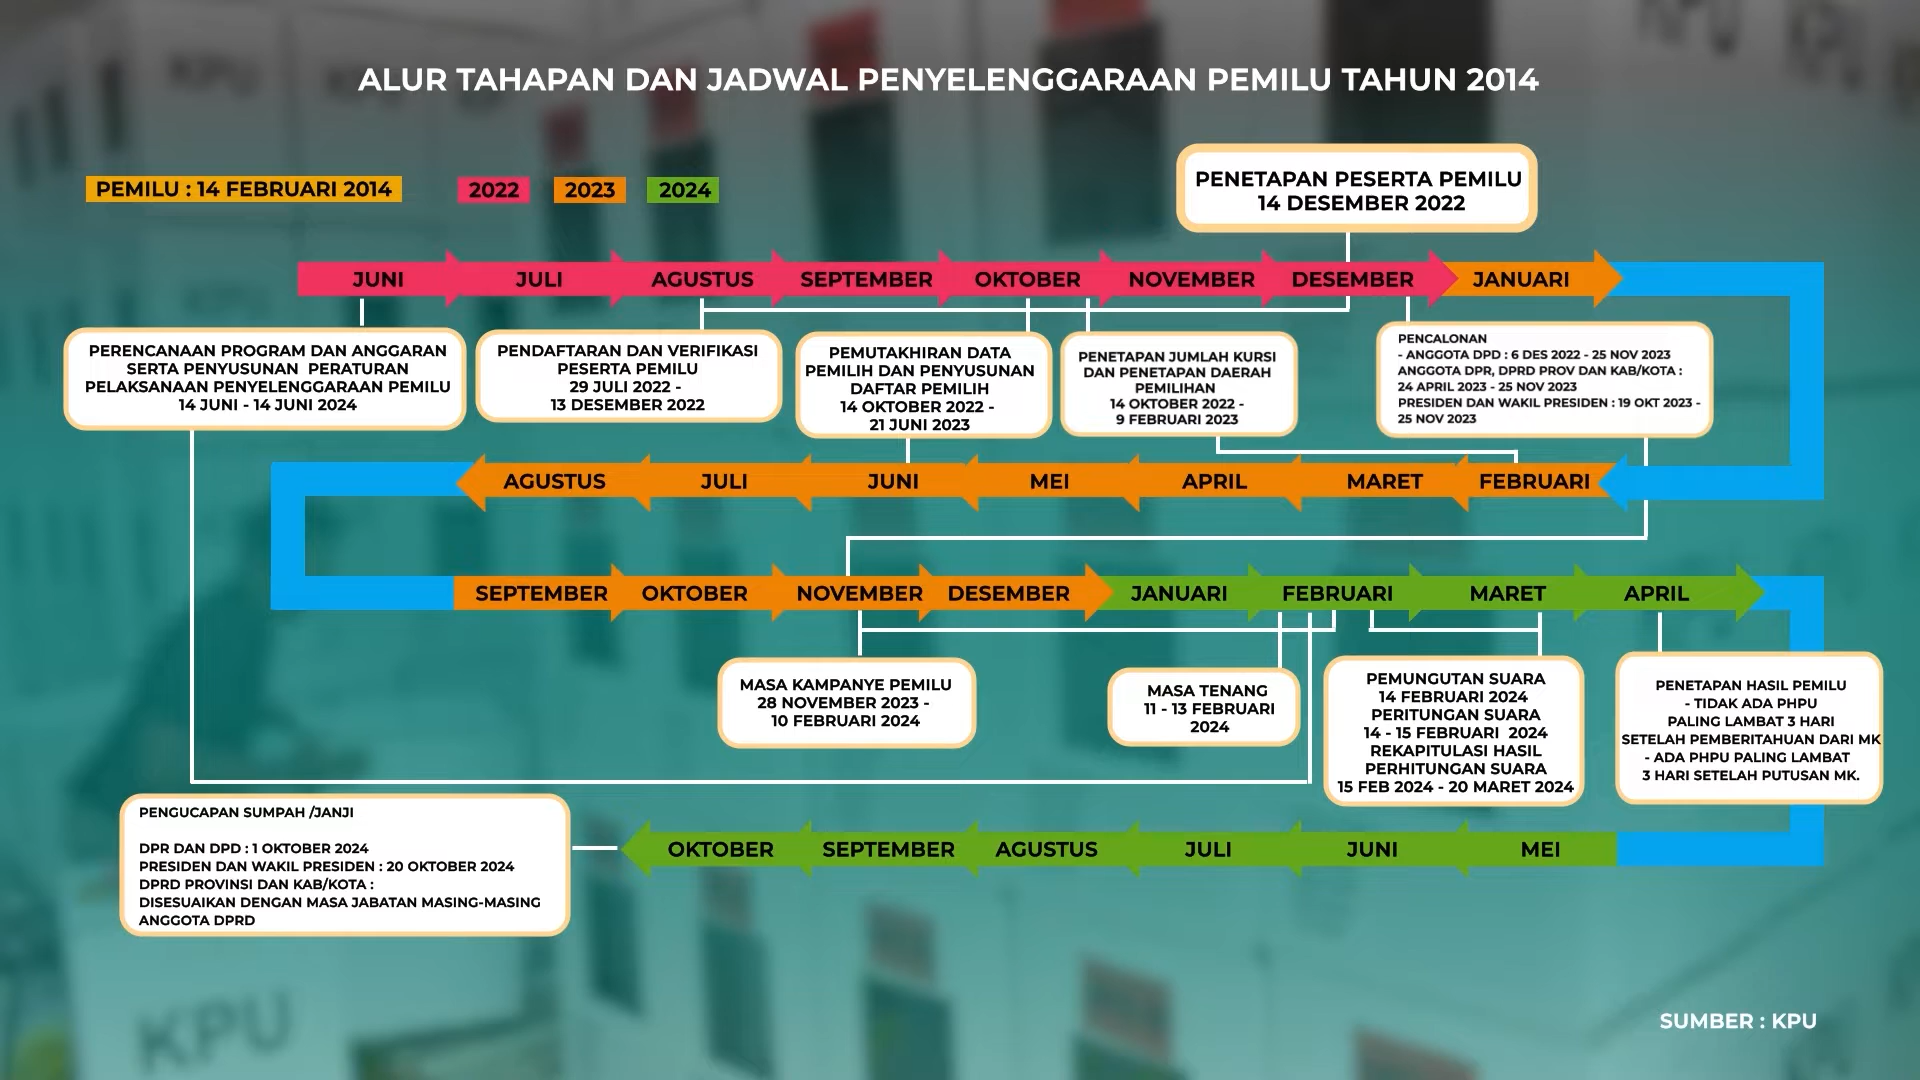 ALUR TAHAPAN DAN JADWAL PENYELENGGARAAN PEMILU TAHUN 2014
PEMILU : 14 FEBRUARI 2014
2022
2023
2024
PENETAPAN PESERTA PEMILU
14 DESEMBER 2022
JUNI
JULI
AGUSTUS
SEPTEMBER
OKTOBER
NOVEMBER
DESEMBER
JANUARI
PERENCANAAN PROGRAM DAN ANGGARAN
SERTA PENYUSUNAN PERATURAN
PELAKSANAAN PENYELENGGARAAN PEMILU
14 JUNI - 14 JUNI 2024
PENDAFTARAN DAN VERIFIKASI
PESERTA PEMILU
29 JULI 2022 -
13 DESEMBER 2022
PEMUTAKHIRAN DATA
PEMILIH DAN PENYUSUNAN
DAFTAR PEMILIH
14 OKTOBER 2022 -
21 JUNI 2023
PENETAPAN JUMLAH KURSI
DAN PENETAPAN DAERAH
PEMILIHAN
14 OKTOBER 2022 -
9 FEBRUARI 2023
PENCALONAN
- ANGGOTA DPD : 6 DES 2022 - 25 NOV 2023
ANGGOTA DPR, DPRD PROV DAN KAB/KOTA :
24 APRIL 2023 - 25 NOV 2023
PRESIDEN DAN WAKIL PRESIDEN : 19 OKT 2023 -
25 NOV 2023
AGUSTUS
JULI
JUNI
MEI
APRIL
MARET
FEBRUARI
SEPTEMBER
OKTOBER
NOVEMBER
DESEMBER
JANUARI
FEBRUARI
MARET
APRIL
MASA KAMPANYE PEMILU
28 NOVEMBER 2023 -
10 FEBRUARI 2024
MASA TENANG
11 - 13 FEBRUARI
2024
PEMUNGUTAN SUARA
14 FEBRUARI 2024
PERITUNGAN SUARA
14 - 15 FEBRUARI 2024
REKAPITULASI HASIL
PERHITUNGAN SUARA
15 FEB 2024 - 20 MARET 2024
PENETAPAN HASIL PEMILU
- TIDAK ADA PHPU
PALING LAMBAT 3 HARI
SETELAH PEMBERITAHUAN DARI MK
- ADA PHPU PALING LAMBAT
3 HARI SETELAH PUTUSAN MK.
PENGUCAPAN SUMPAH /JANJI
DPR DAN DPD : 1 OKTOBER 2024
PRESIDEN DAN WAKIL PRESIDEN : 20 OKTOBER 2024
DPRD PROVINSI DAN KAB/KOTA :
DISESUAIKAN DENGAN MASA JABATAN MASING-MASING
ANGGOTA DPRD
OKTOBER
SEPTEMBER
AGUSTUS
JULI
JUNI
MEI
KPU
SUMBER : KPU